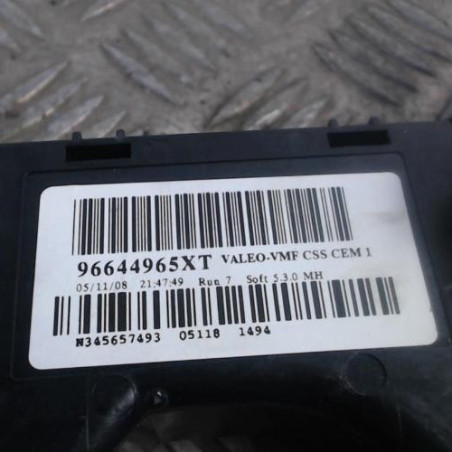 96644965XT VALEO-VMF CSS CEM 1
05/11/08 21:47:49 Run 7 Soft 5.3.0 MH
N345657493 05118 1494